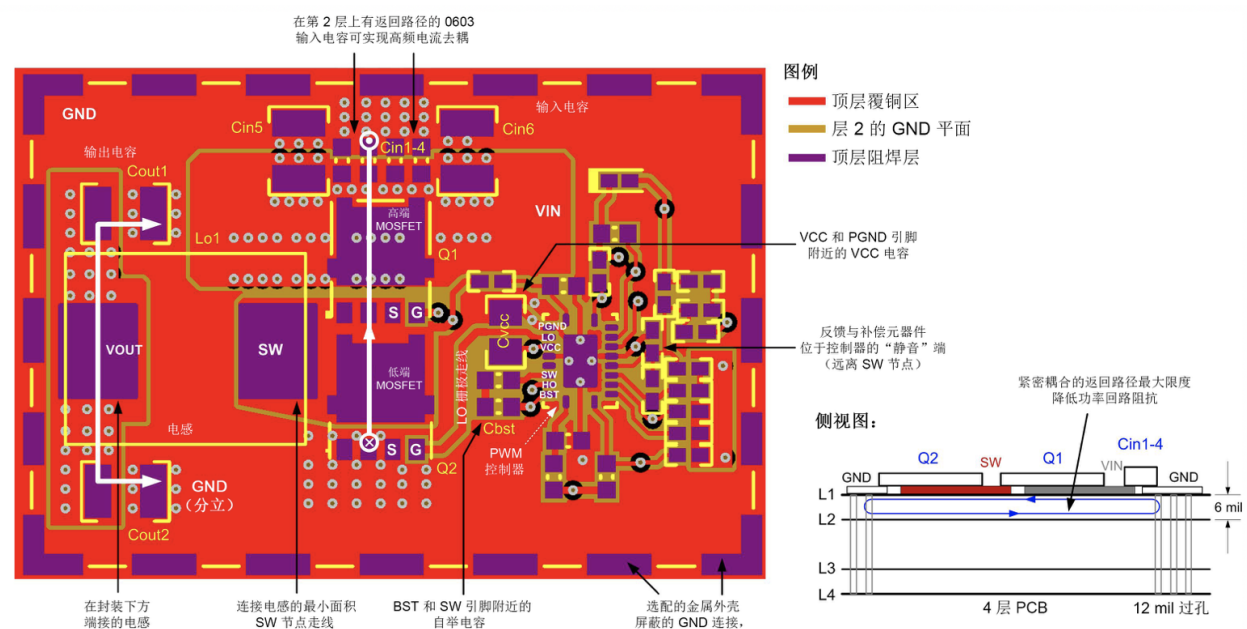 在第 2 层上有返回路径的 0603
输入电容可实现高频电流去耦
GND
输入电容
Cin5
Cin1-4
Cin6
输出电容
Cout1
高端
MOSFET
VIN
Lo1
Q1
S
G
VOUT
SW
低端
MOSFET
LO 栅极走线
Cvcc
PGND
LO
VCC
SW
HO
BST
Cbst
电感
S
G
Q2
PWM
控制器
GND
（分立）
Cout2
在封装下方
端接的电感
连接电感的最小面积
SW 节点走线
BST 和 SW 引脚附近的
自举电容
选配的金属外壳
屏蔽的 GND 连接，
图例
顶层覆铜区
层 2 的 GND 平面
顶层阻焊层
VCC 和 PGND 引脚
附近的 VCC 电容
反馈与补偿元器件
位于控制器的“静音”端
（远离 SW 节点）
紧密耦合的返回路径最大限度
降低功率回路阻抗
侧视图：
Cin1-4
Q2
SW
Q1
VIN
GND
GND
L1
L2
L3
L4
6 mil
4 层 PCB
12 mil 过孔